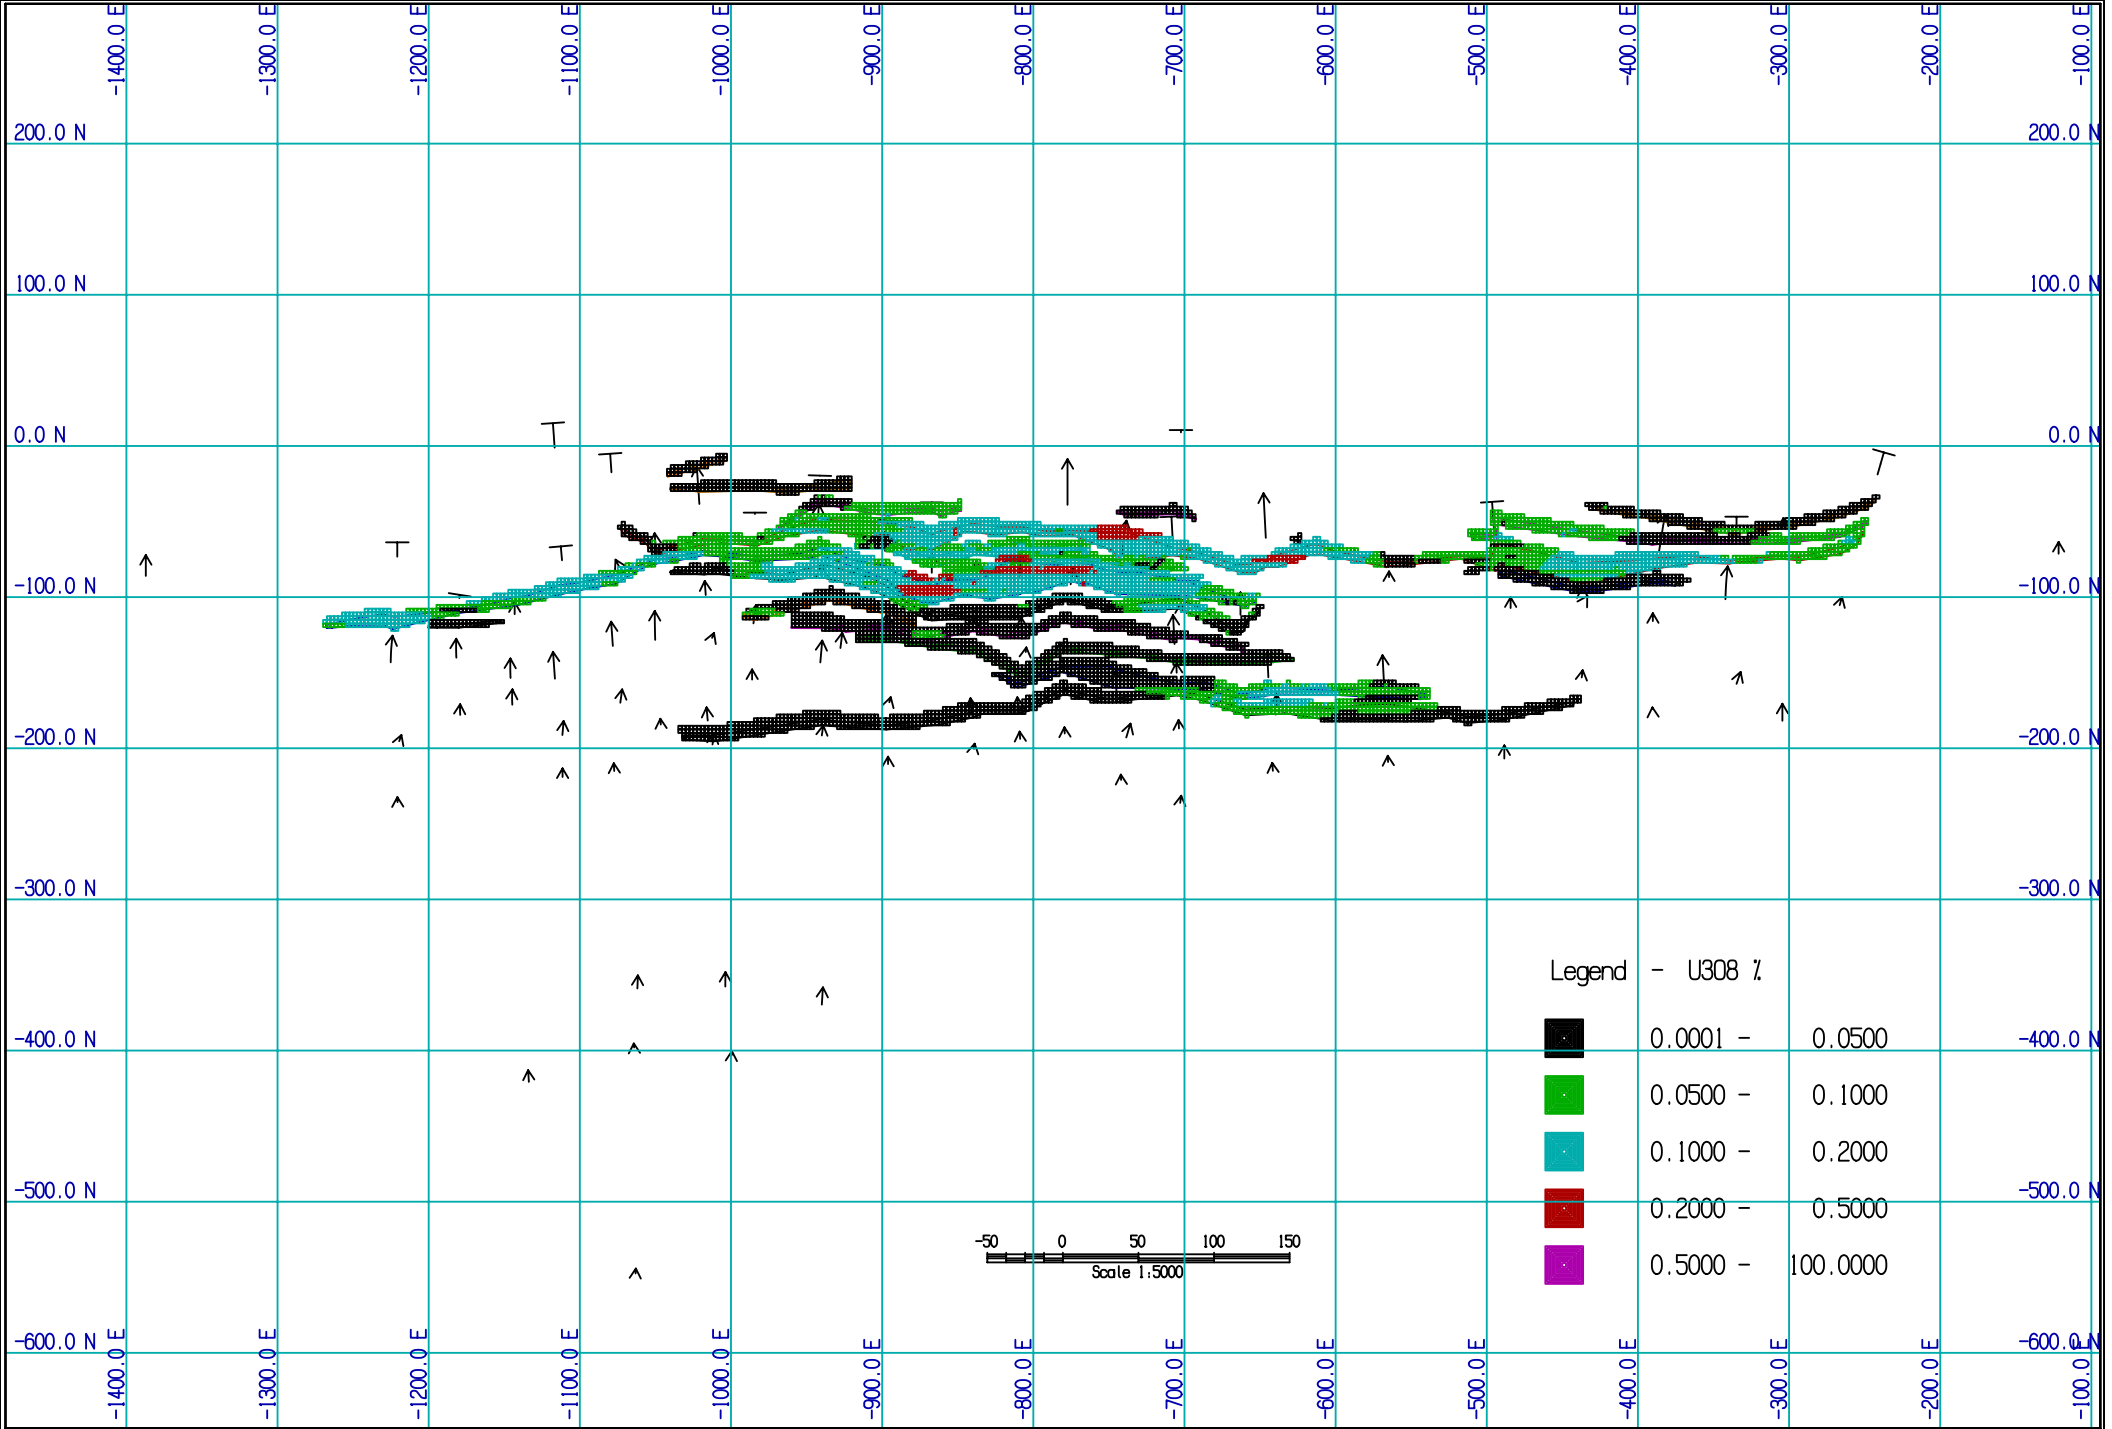 -1400.0 E -1300.0 E -1200.0 E -1100.0 E -1000.0 E -900.0 E -800.0 E -700.0 E -600.0 E -500.0 E -400.0 E -300.0 E -200.0 E -100.0 E
200.0 N 200.0 N
100.0 N 100.0 N
0.0 N 0.0 N
-100.0 N -100.0 N
-200.0 N -200.0 N
-300.0 N -300.0 N
Legend - U308 %
0.0001 - 0.0500
-400.0 N -400.0 N
0.0500 - 0.1000
0.1000 - 0.2000
-500.0 N -500.0 N
0.2000 - 0.5000
-50 0 50 100 150
0.5000 - 100.0000
Scale 1:5000
-600.0 N -600.0 N
-1400.0 E -1300.0 E -1200.0 E -1100.0 E -1000.0 E -900.0 E -800.0 E -700.0 E -600.0 E -500.0 E -400.0 E -300.0 E -200.0 E -100.0 E